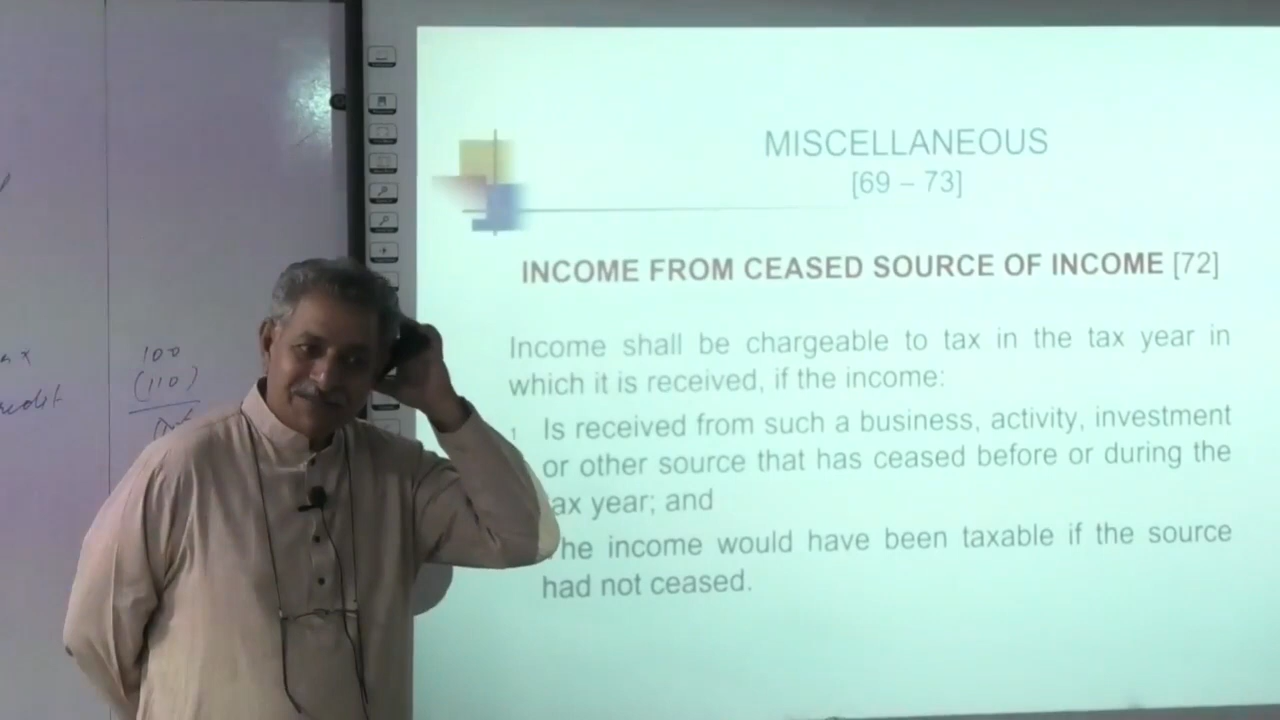 MISCELLANEOUS
[69 – 73]
INCOME FROM CEASED SOURCE OF INCOME [72]
Income shall be chargeable to tax in the tax year in
which it is received, if the income:
1 Is received from such a business, activity, investment
or other source that has ceased before or during the
ax year; and
he income would have been taxable if the source
had not ceased.
100
(110)